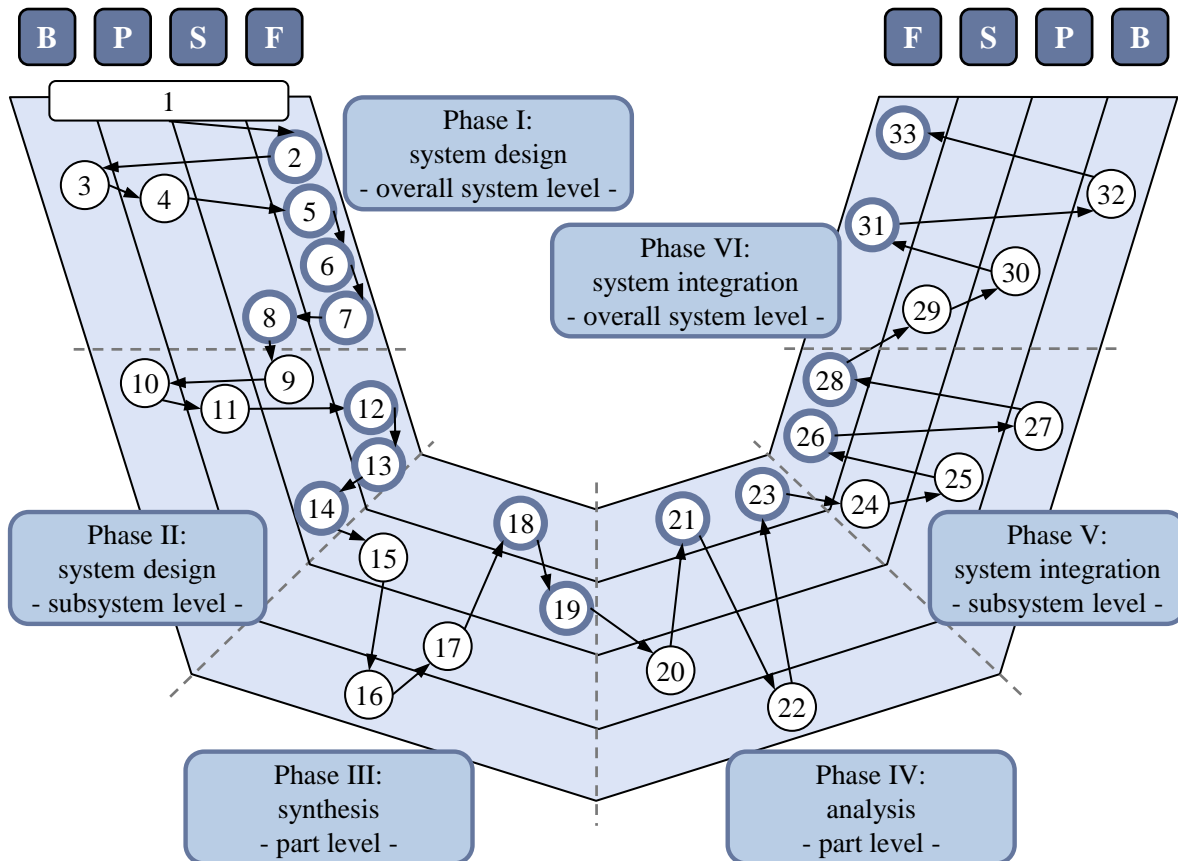 B P S F
F S P B
1
Phase I:
system design
- overall system level -
2
33
3
4
32
5
31
6
Phase VI:
system integration
- overall system level -
30
29
8
7
9
28
10
11
12
27
26
13
25
14
18
21
23
24
Phase II:
system design
- subsystem level -
15
Phase V:
system integration
- subsystem level -
19
17
20
16
22
Phase III:
synthesis
- part level -
Phase IV:
analysis
- part level -